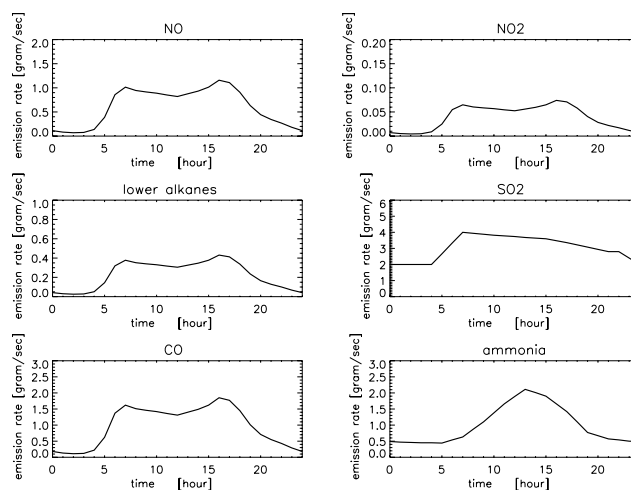 NO
emission rate [gram/sec]
2.0
1.5
1.0
0.5
0.0
0 5 10 15 20
time [hour]
NO2
emission rate [gram/sec]
0.20
0.15
0.10
0.05
0.00
0 5 10 15 20
time [hour]
lower alkanes
emission rate [gram/sec]
1.0
0.8
0.6
0.4
0.2
0.0
0 5 10 15 20
time [hour]
SO2
emission rate [gram/sec]
6
5
4
3
2
1
0
0 5 10 15 20
time [hour]
CO
emission rate [gram/sec]
3.0
2.5
2.0
1.5
1.0
0.5
0.0
0 5 10 15 20
time [hour]
ammonia
emission rate [gram/sec]
3.0
2.5
2.0
1.5
1.0
0.5
0.0
0 5 10 15 20
time [hour]